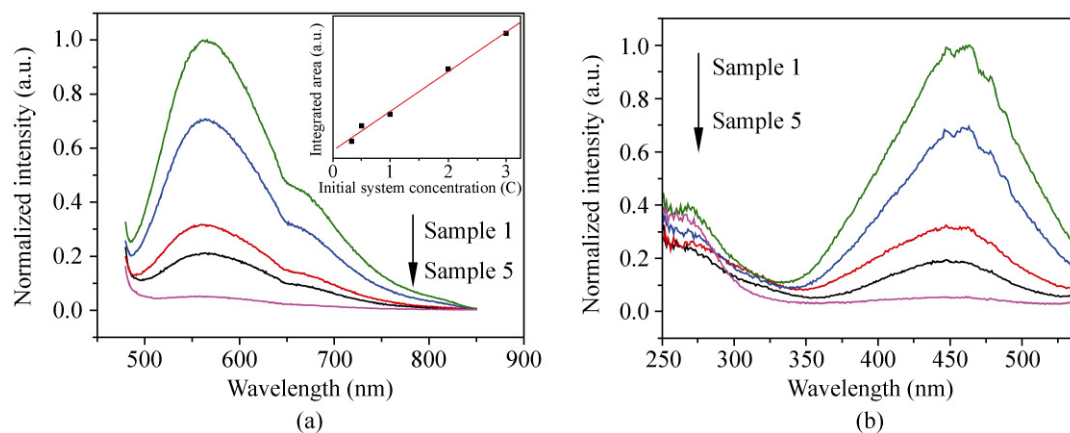 1.0
0.8
0.6
0.4
0.2
0.0
Normalized intensity (a.u.)
500 600 700 800 900
Wavelength (nm)
Integrated area (a.u.)
0 1 2 3
Initial system concentration (C)
Sample 1
Sample 5
(a)
1.0
0.8
0.6
0.4
0.2
0.0
Normalized intensity (a.u.)
Sample 1
Sample 5
250 300 350 400 450 500
Wavelength (nm)
(b)